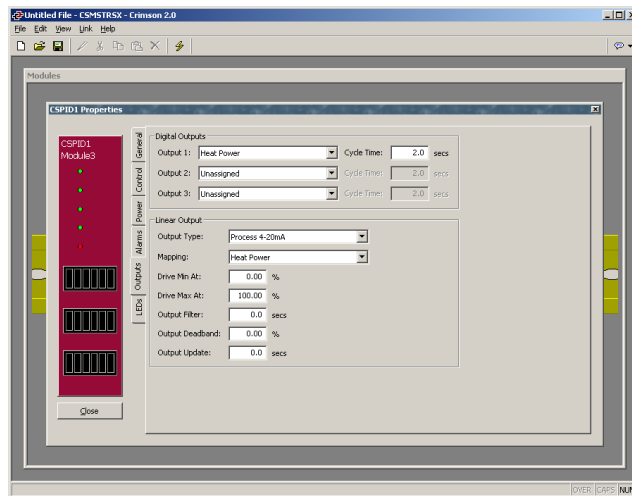 Untitled File - CSMSTRSX - Crimson 2.0
File Edit View Link Help
Modules
CSPID1 Properties
CSPID1
Module3
General
Control
Power
Alarms
Outputs
LEDs
Digital Outputs
Output 1: Heat Power Cycle Time: 2.0 secs
Output 2: Unassigned Cycle Time: 2.0 secs
Output 3: Unassigned Cycle Time: 2.0 secs
Linear Output
Output Type: Process 4-20mA
Mapping: Heat Power
Drive Min At: 0.00 %
Drive Max At: 100.00 %
Output Filter: 0.0 secs
Output Deadband: 0.00 %
Output Update: 0.0 secs
Close
OVER CAPS NUM